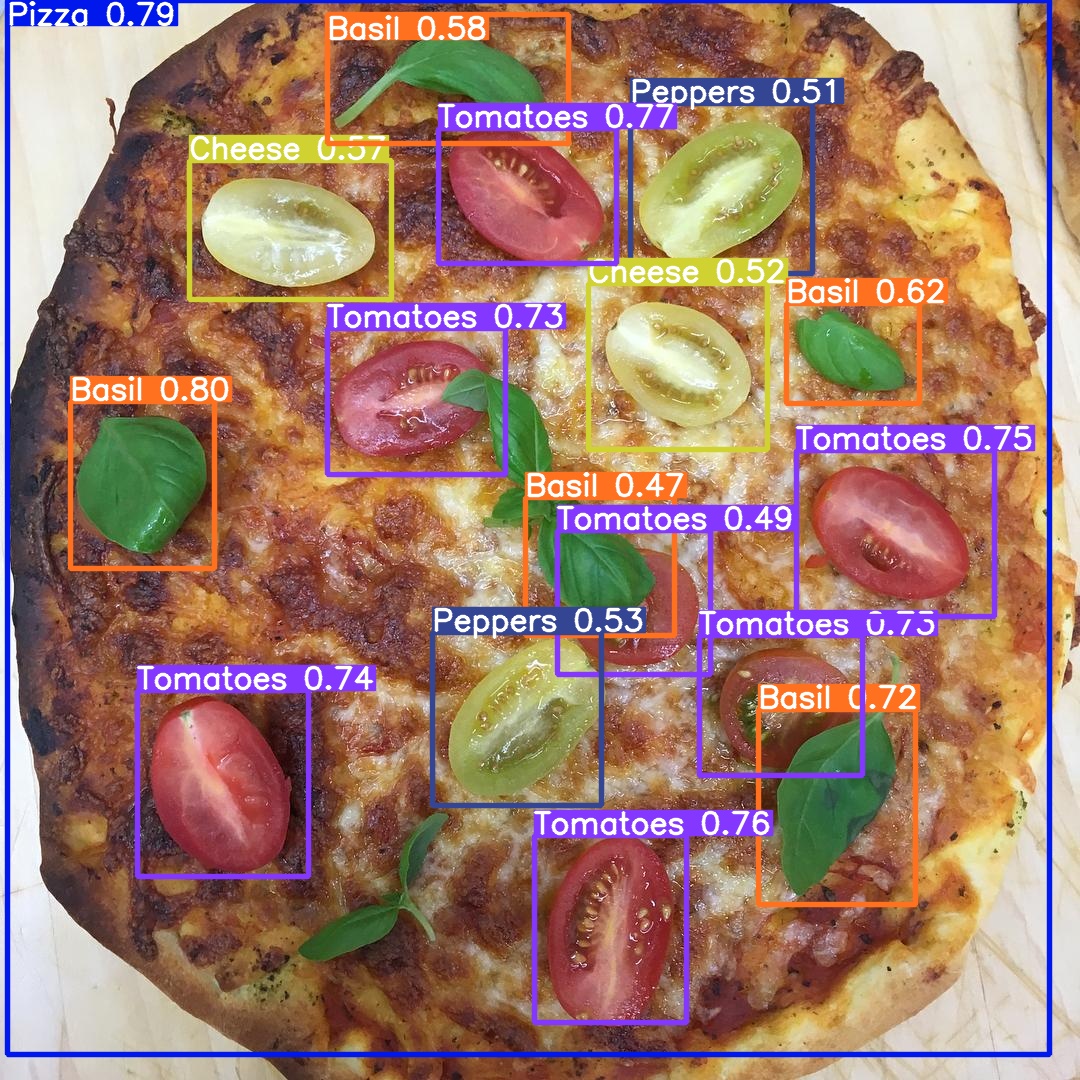 Pizza 0.79
Basil 0.58
Peppers 0.51
Tomatoes 0.77
Cheese 0.57
Cheese 0.52
Basil 0.62
Tomatoes 0.73
Basil 0.80
Tomatoes 0.75
Basil 0.47
Tomatoes 0.49
Peppers 0.53
Tomatoes 0.73
Tomatoes 0.74
Basil 0.72
Tomatoes 0.76